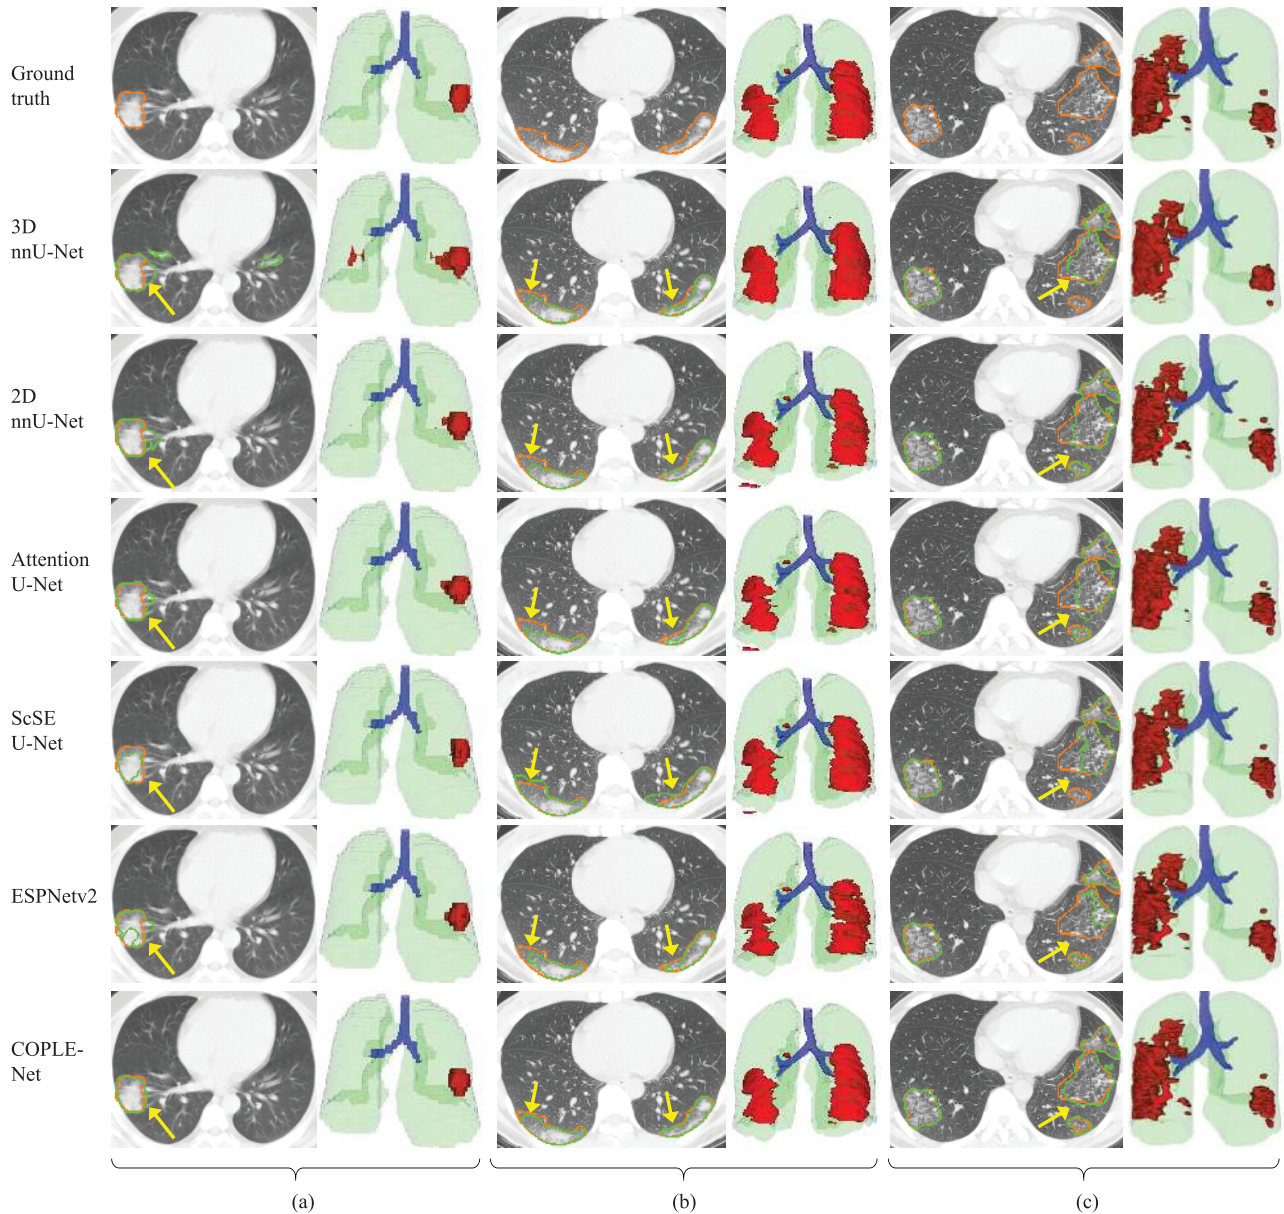 Ground
truth
3D
nnU-Net
2D
nnU-Net
Attention
U-Net
ScSE
U-Net
ESPNetv2
COPLE-
Net
(a)
(b)
(c)